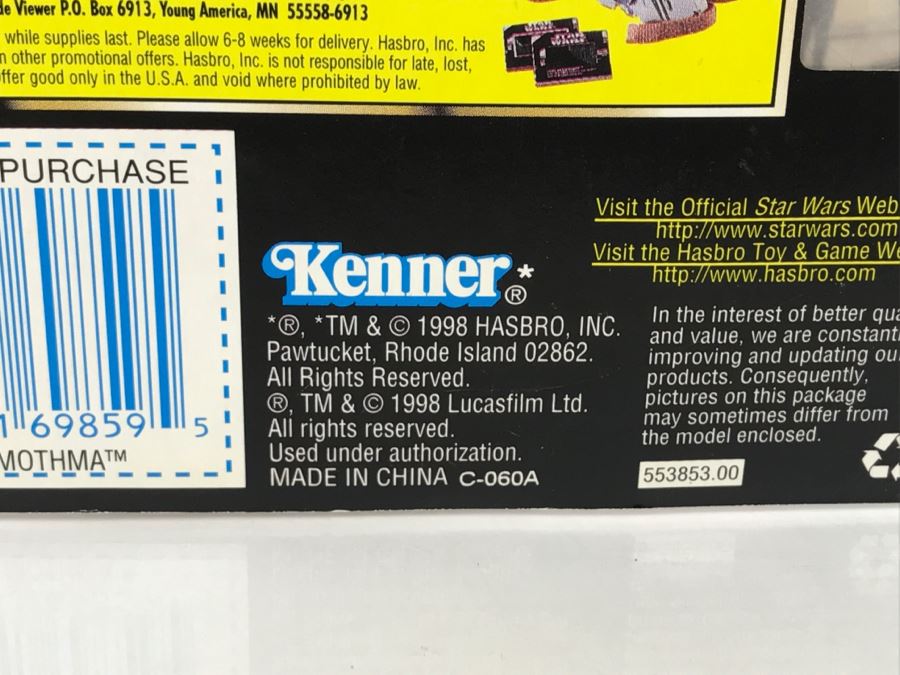 le Viewer P.O. Box 6913, Young America, MN 55558-6913
while supplies last. Please allow 6-8 weeks for delivery. Hasbro, Inc. has
n other promotional offers. Hasbro, Inc. is not responsible for late, lost,
ffer good only in the U.S.A. and void where prohibited by law.
PURCHASE
69859 5
MOTHMA™
Kenner*®
*®, *TM & © 1998 HASBRO, INC.
Pawtucket, Rhode Island 02862.
All Rights Reserved.
®, TM & © 1998 Lucasfilm Ltd.
All rights reserved.
Used under authorization.
MADE IN CHINA C-060A
Visit the Official Star Wars Web
http://www.starwars.com
Visit the Hasbro Toy & Game We
http://www.hasbro.com
In the interest of better qua
and value, we are constant
improving and updating ou
products. Consequently,
pictures on this package
may sometimes differ from
the model enclosed.
553853.00